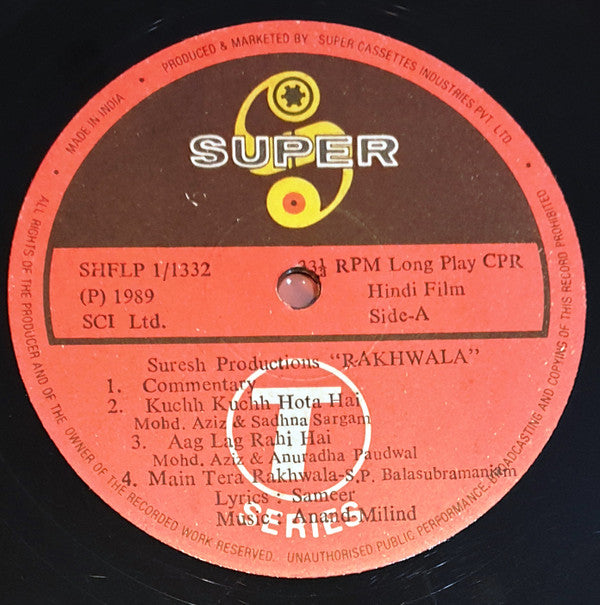 MADE IN INDIA • PRODUCED & MARKETED BY SUPER CASSETTES INDUSTRIES PVT. LTD.
SUPER
SHFLP 1/1332
33⅓ RPM Long Play CPR
(P) 1989
Hindi Film
SCI Ltd.
Side-A
Suresh Productions "RAKHWALA"
1. Commentary
2. Kuchh Kuchh Hota Hai
Mohd. Aziz & Sadhna Sargam
3. Aag Lag Rahi Hai
Mohd. Aziz & Anuradha Paudwal
4. Main Tera Rakhwala-S.P. Balasubramaniam
Lyrics : Sameer
Music : Anand-Milind
T
SERIES
ALL RIGHTS OF THE PRODUCER AND OF THE OWNER OF THE RECORDED WORK RESERVED. UNAUTHORISED PUBLIC PERFORMANCE, BROADCASTING AND COPYING OF THIS RECORD PROHIBITED